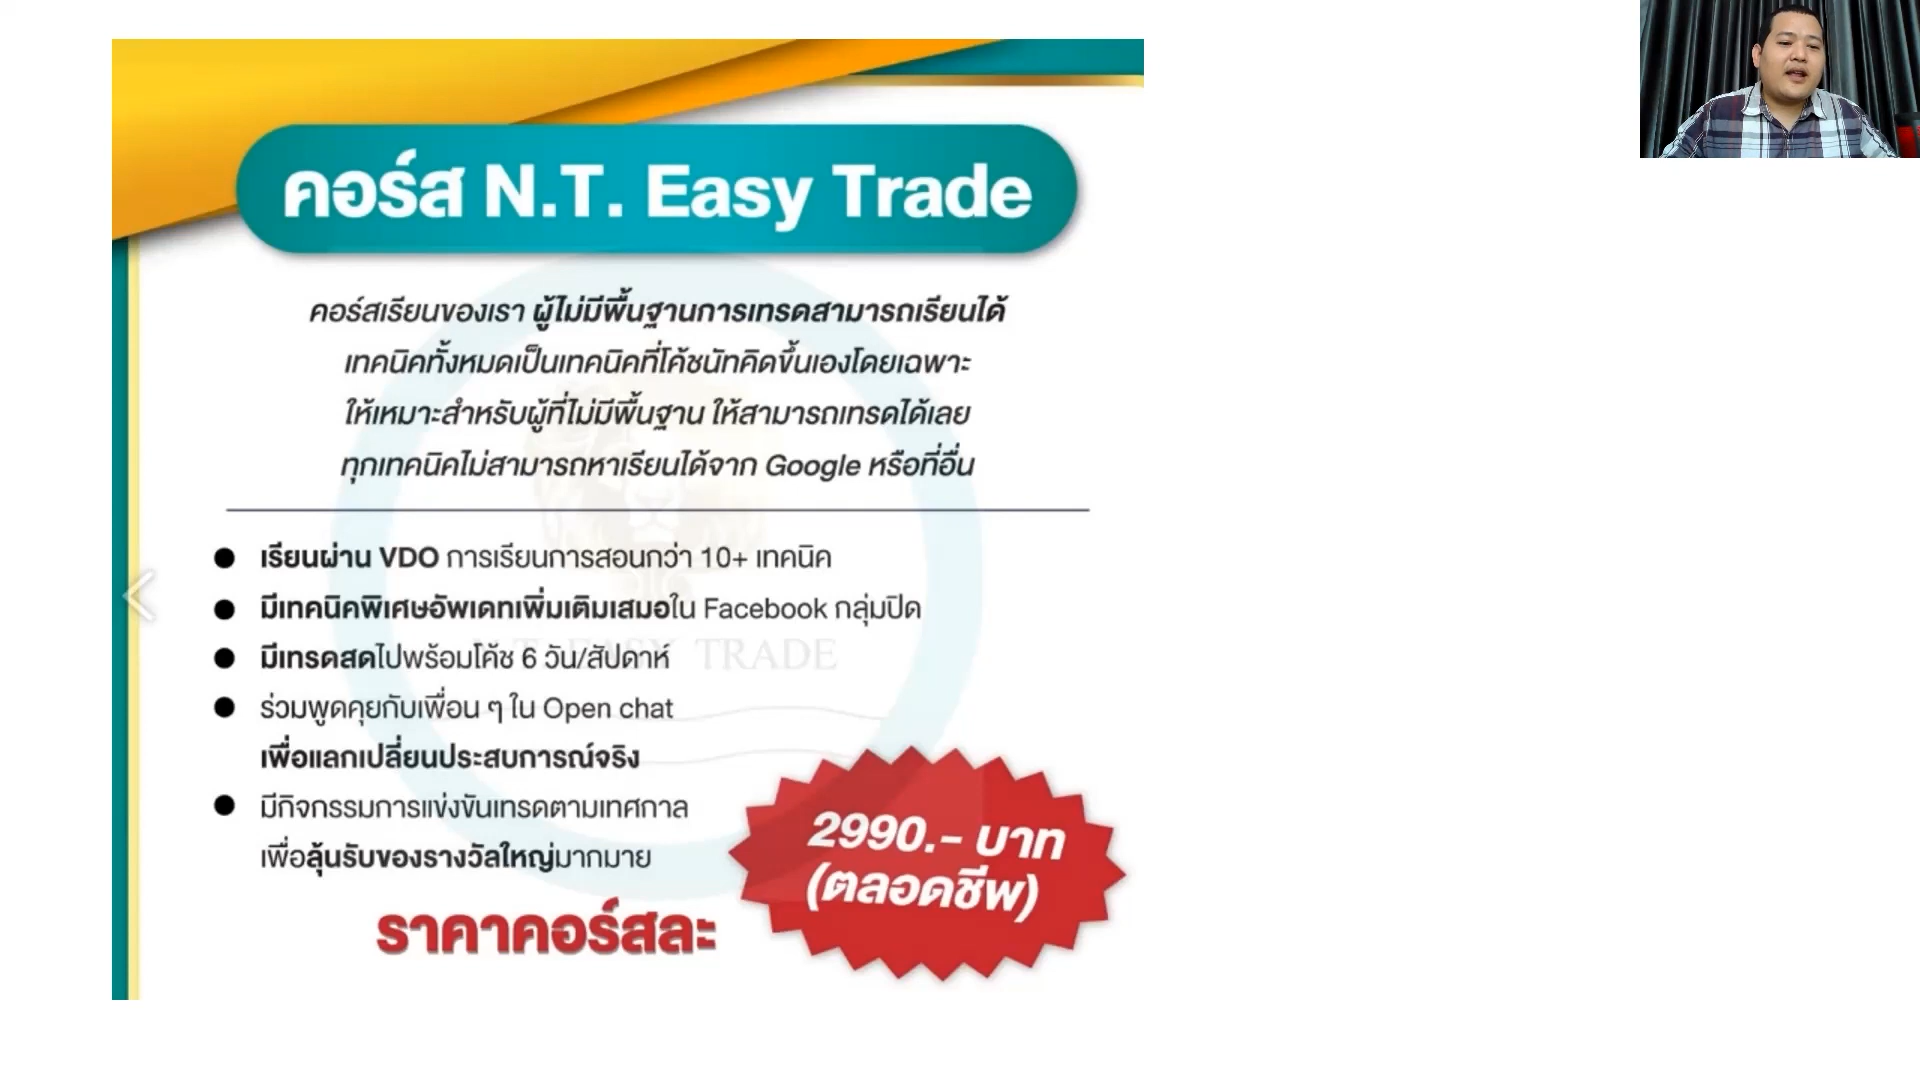 คอร์ส N.T. Easy Trade
คอร์สเรียนของเรา ผู้ไม่มีพื้นฐานการเทรดสามารถเรียนได้
เทคนิคทั้งหมดเป็นเทคนิคที่โค้ชนัทคิดขึ้นเองโดยเฉพาะ
ให้เหมาะสำหรับผู้ที่ไม่มีพื้นฐาน ให้สามารถเทรดได้เลย
ทุกเทคนิคไม่สามารถหาเรียนได้จาก Google หรือที่อื่น
● เรียนผ่าน VDO การเรียนการสอนกว่า 10+ เทคนิค
● มีเทคนิคพิเศษอัพเดทเพิ่มเติมเสมอใน Facebook กลุ่มปิด
● มีเทรดสดไปพร้อมโค้ช 6 วัน/สัปดาห์
N.T. EASY TRADE
● ร่วมพูดคุยกับเพื่อน ๆ ใน Open chat
เพื่อแลกเปลี่ยนประสบการณ์จริง
● มีกิจกรรมการแข่งขันเทรดตามเทศกาล
เพื่อลุ้นรับของรางวัลใหญ่มากมาย
ราคาคอร์สละ
2990.- บาท
(ตลอดชีพ)